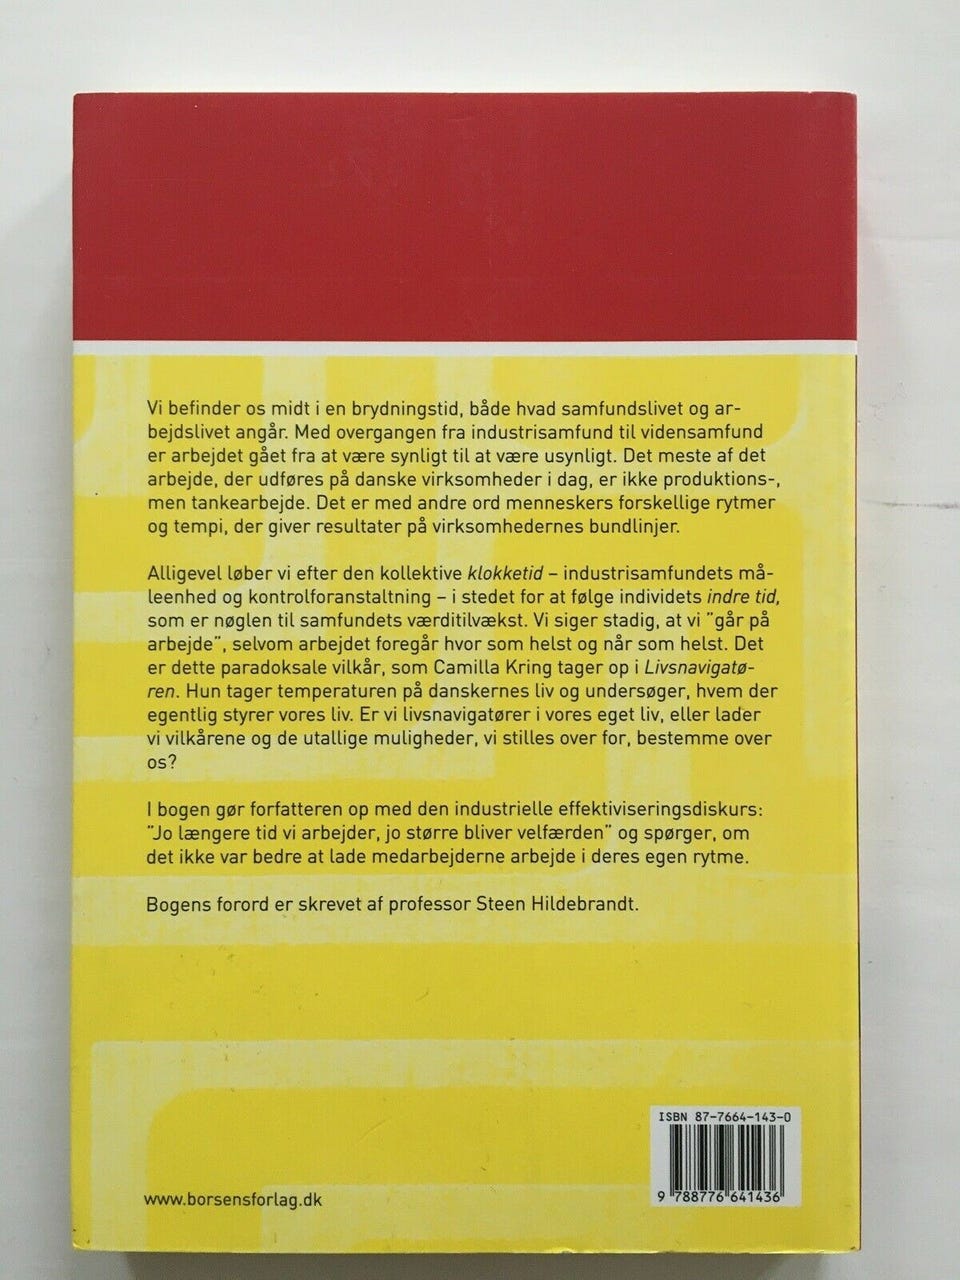 Vi befinder os midt i en brydningstid, både hvad samfundslivet og ar-
bejdslivet angår. Med overgangen fra industrisamfund til vidensamfund
er arbejdet gået fra at være synligt til at være usynligt. Det meste af det
arbejde, der udføres på danske virksomheder i dag, er ikke produktions-,
men tankearbejde. Det er med andre ord menneskers forskellige rytmer
og tempi, der giver resultater på virksomhedernes bundlinjer.
Alligevel løber vi efter den kollektive klokketid – industrisamfundets må-
leenhed og kontrolforanstaltning – i stedet for at følge individets indre tid,
som er nøglen til samfundets værditilvækst. Vi siger stadig, at vi ”går på
arbejde”, selvom arbejdet foregår hvor som helst og når som helst. Det
er dette paradoksale vilkår, som Camilla Kring tager op i Livsnavigatø-
ren. Hun tager temperaturen på danskernes liv og undersøger, hvem der
egentlig styrer vores liv. Er vi livsnavigatører i vores eget liv, eller lader
vi vilkårene og de utallige muligheder, vi stilles over for, bestemme over
os?
I bogen gør forfatteren op med den industrielle effektiviseringsdiskurs:
”Jo længere tid vi arbejder, jo større bliver velfærden” og spørger, om
det ikke var bedre at lade medarbejderne arbejde i deres egen rytme.
Bogens forord er skrevet af professor Steen Hildebrandt.
ISBN 87-7664-143-0
9 788776 641436
www.borsensforlag.dk